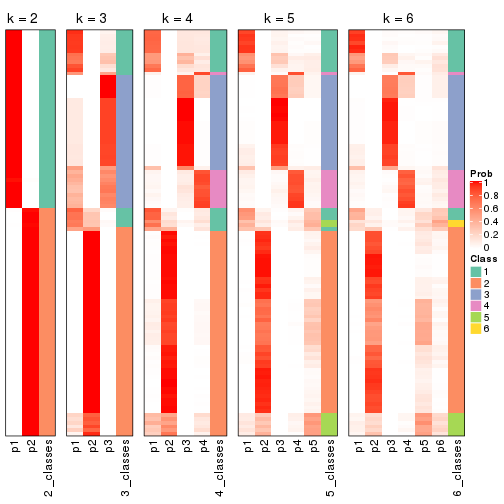 k = 2
k = 3
k = 4
k = 5
k = 6
Prob
1
0.8
0.6
0.4
0.2
0
Class
1
2
3
4
5
6
p1
p2
2_classes
p1
p2
p3
3_classes
p1
p2
p3
p4
4_classes
p1
p2
p3
p4
p5
5_classes
p1
p2
p3
p4
p5
p6
6_classes